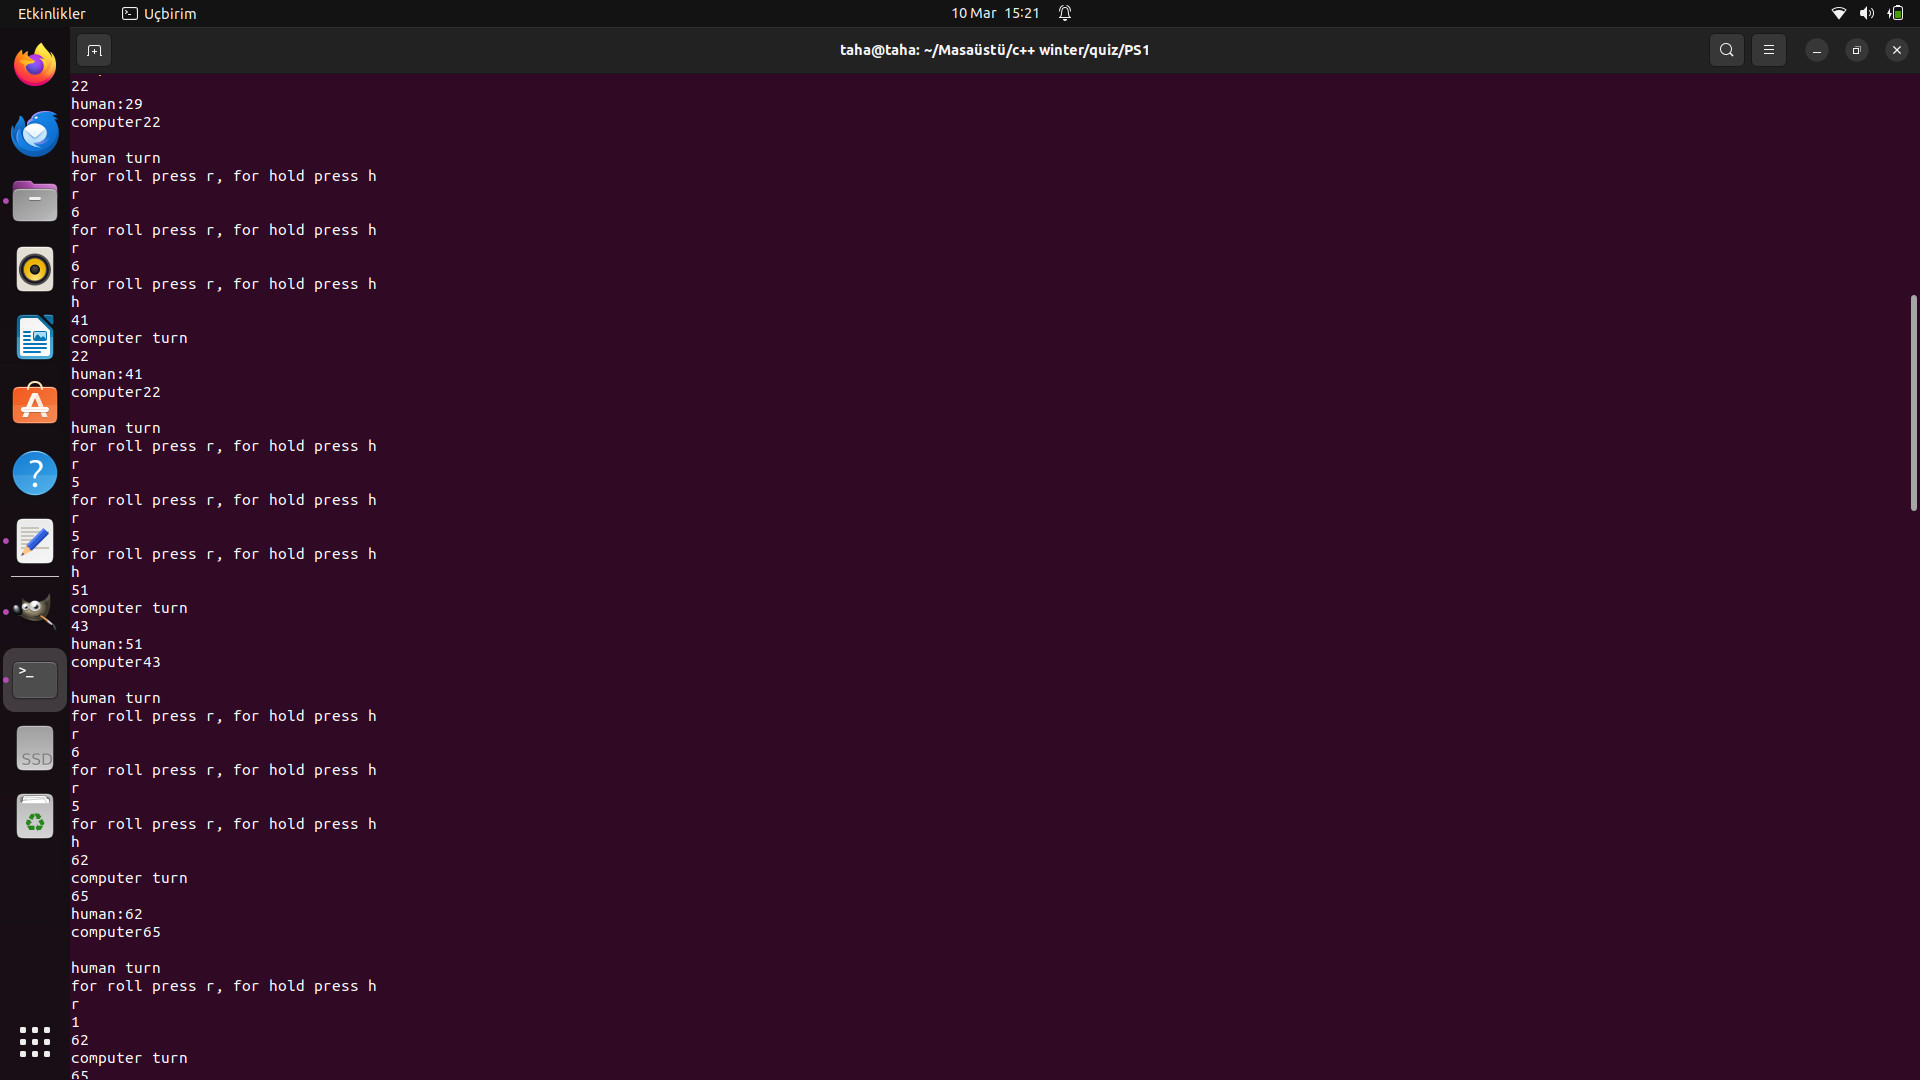 Etkinlikler
Uçbirim
10 Mar 15:21
taha@taha: ~/Masaüstü/c++ winter/quiz/PS1
22
human:29
computer22
human turn
for roll press r, for hold press h
r
6
for roll press r, for hold press h
r
6
for roll press r, for hold press h
h
41
computer turn
22
human:41
computer22
human turn
for roll press r, for hold press h
r
5
for roll press r, for hold press h
r
5
for roll press r, for hold press h
h
51
computer turn
43
human:51
computer43
human turn
for roll press r, for hold press h
r
6
for roll press r, for hold press h
r
5
for roll press r, for hold press h
h
62
computer turn
65
human:62
computer65
human turn
for roll press r, for hold press h
r
1
62
computer turn
65
SSD